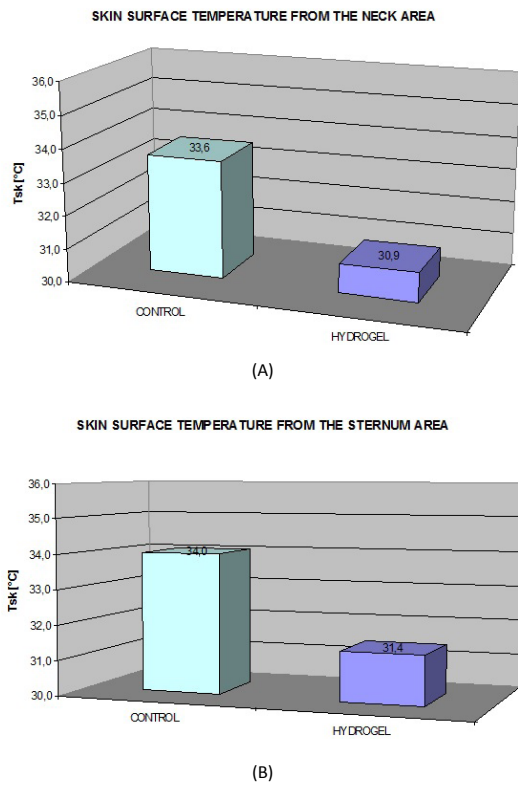 SKIN SURFACE TEMPERATURE FROM THE NECK AREA
36,0
35,0
34,0
33,0
32,0
31,0
30,0
Tsk [°C]
33,6
30,9
CONTROL
HYDROGEL
(A)
SKIN SURFACE TEMPERATURE FROM THE STERNUM AREA
36,0
35,0
34,0
33,0
32,0
31,0
30,0
Tsk [°C]
34,0
31,4
CONTROL
HYDROGEL
(B)